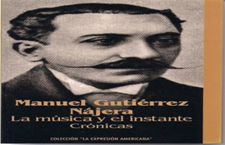 Manuel Gutiérrez
Nájera
La música y el instante
Crónicas
COLECCIÓN "LA EXPRESIÓN AMERICANA"